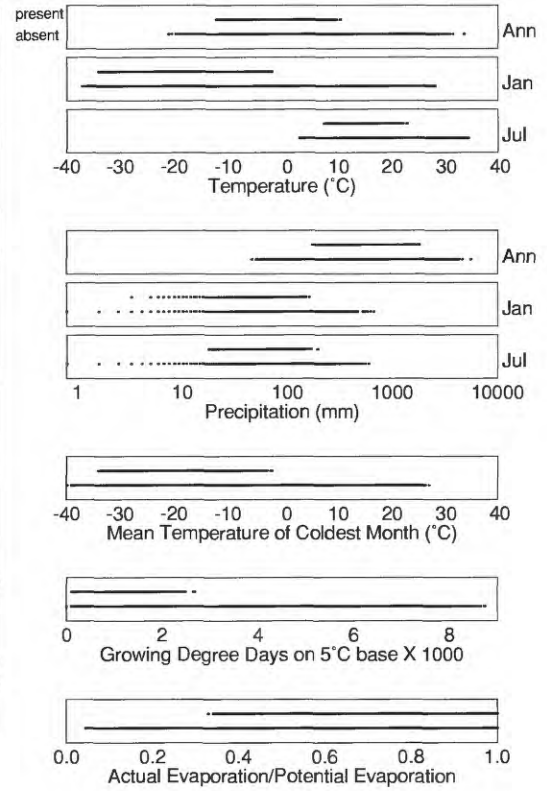 present
absent
Ann
Jan
Jul
-40 -30 -20 -10 0 10 20 30 40
Temperature (˚C)
Ann
Jan
Jul
1 10 100 1000 10000
Precipitation (mm)
-40 -30 -20 -10 0 10 20 30 40
Mean Temperature of Coldest Month (˚C)
0 2 4 6 8
Growing Degree Days on 5˚C base X 1000
0.0 0.2 0.4 0.6 0.8 1.0
Actual Evaporation/Potential Evaporation